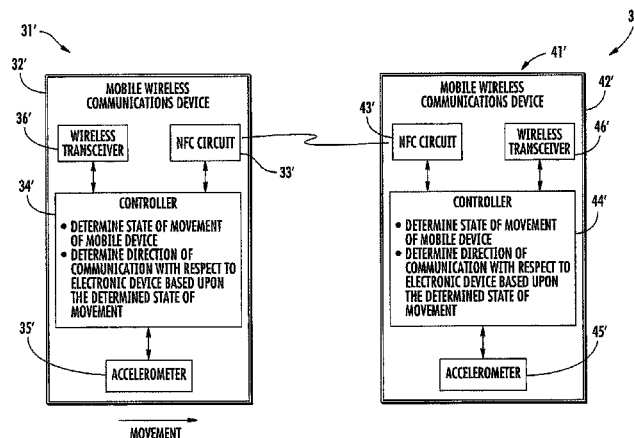 31'
32'
MOBILE WIRELESS
COMMUNICATIONS DEVICE
36'
WIRELESS
TRANSCEIVER
NFC CIRCUIT
33'
34'
CONTROLLER
• DETERMINE STATE OF MOVEMENT
OF MOBILE DEVICE
• DETERMINE DIRECTION OF
COMMUNICATION WITH RESPECT TO
ELECTRONIC DEVICE BASED UPON
THE DETERMINED STATE OF
MOVEMENT
35'
ACCELEROMETER
MOVEMENT
3
41'
42'
MOBILE WIRELESS
COMMUNICATIONS DEVICE
43'
NFC CIRCUIT
WIRELESS
TRANSCEIVER
46'
44'
CONTROLLER
• DETERMINE STATE OF MOVEMENT
OF MOBILE DEVICE
• DETERMINE DIRECTION OF
COMMUNICATION WITH RESPECT TO
ELECTRONIC DEVICE BASED UPON
THE DETERMINED STATE OF
MOVEMENT
45'
ACCELEROMETER